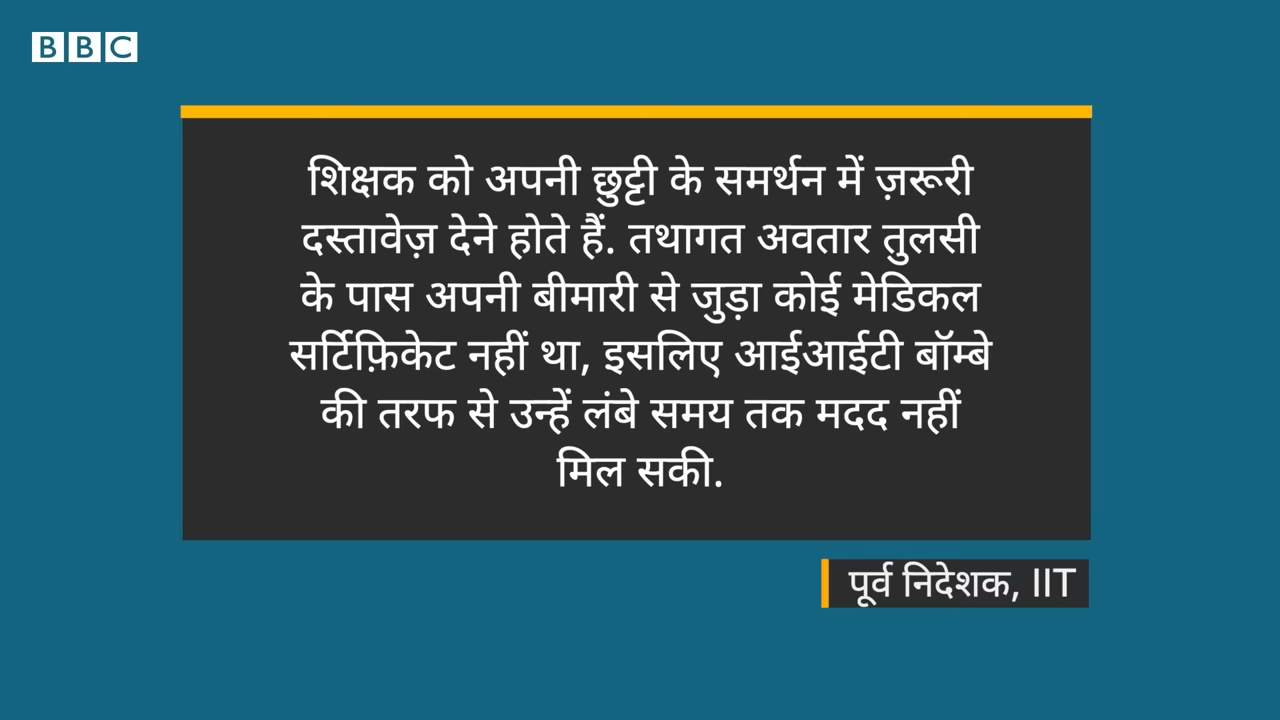 BBC
शिक्षक को अपनी छुट्टी के समर्थन में ज़रूरी
दस्तावेज़ देने होते हैं. तथागत अवतार तुलसी
के पास अपनी बीमारी से जुड़ा कोई मेडिकल
सर्टिफ़िकेट नहीं था, इसलिए आईआईटी बॉम्बे
की तरफ से उन्हें लंबे समय तक मदद नहीं
मिल सकी.
पूर्व निदेशक, IIT